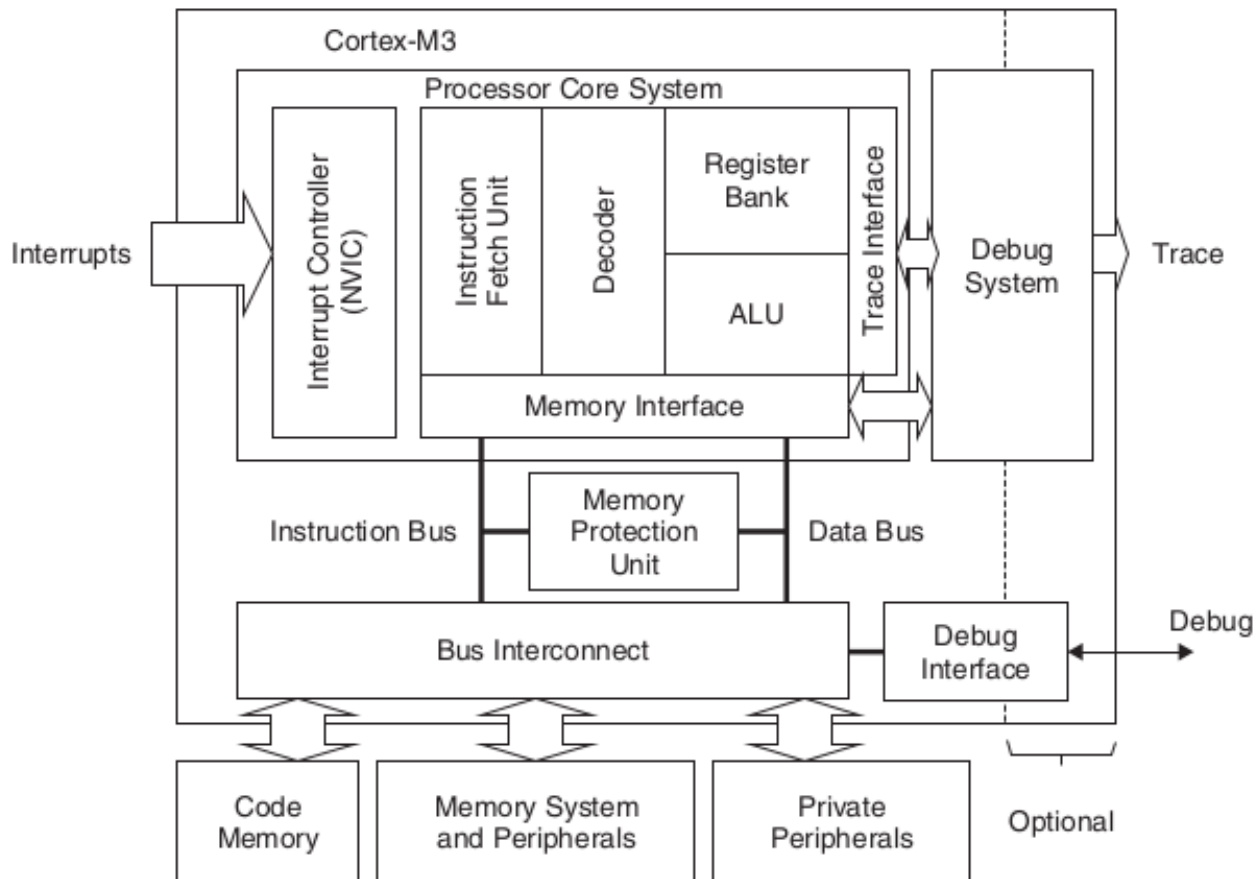 Cortex-M3
Processor Core System
Interrupts
Interrupt Controller
(NVIC)
Instruction
Fetch Unit
Decoder
Register
Bank
ALU
Trace Interface
Debug
System
Trace
Memory Interface
Instruction Bus
Memory
Protection
Unit
Data Bus
Bus Interconnect
Debug
Interface
Debug
Code
Memory
Memory System
and Peripherals
Private
Peripherals
Optional